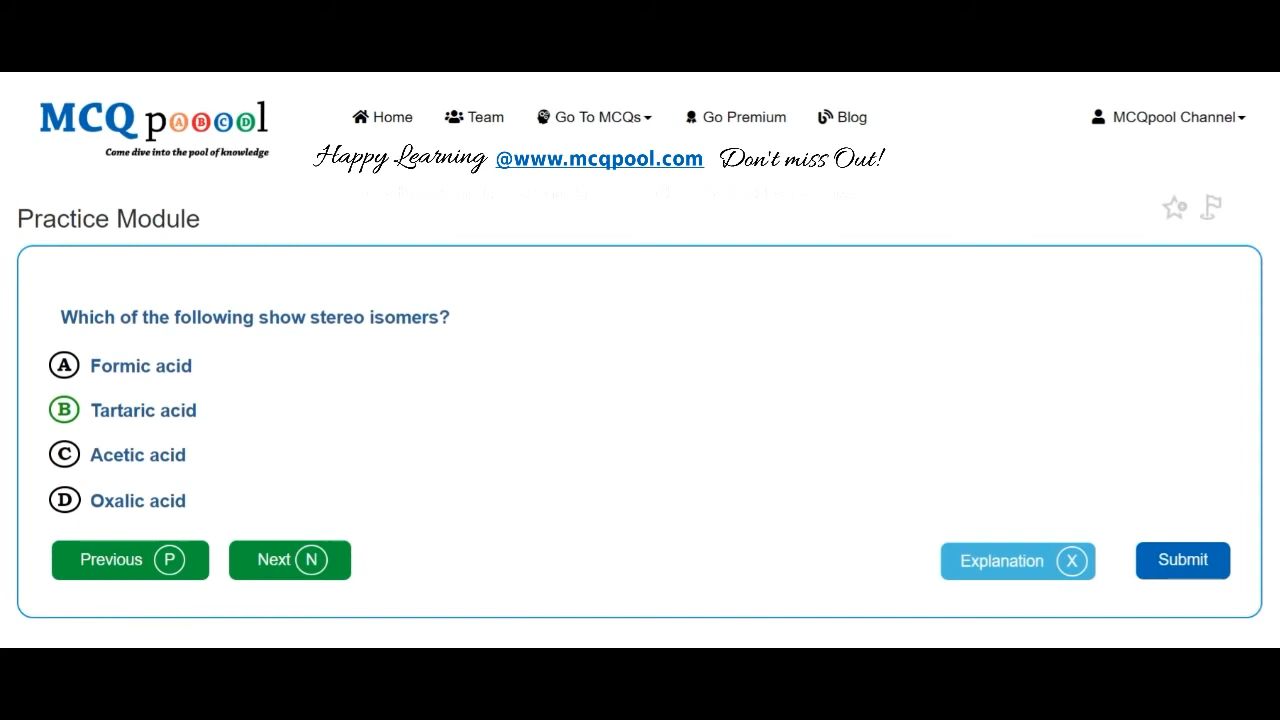 MCQ pABCDl
Come dive into the pool of knowledge
Home Team Go To MCQs Go Premium Blog MCQpool Channel
Happy Learning @www.mcqpool.com Don't miss Out!
Practice Module
Which of the following show stereo isomers?
A Formic acid
B Tartaric acid
C Acetic acid
D Oxalic acid
Previous P Next N Explanation X Submit